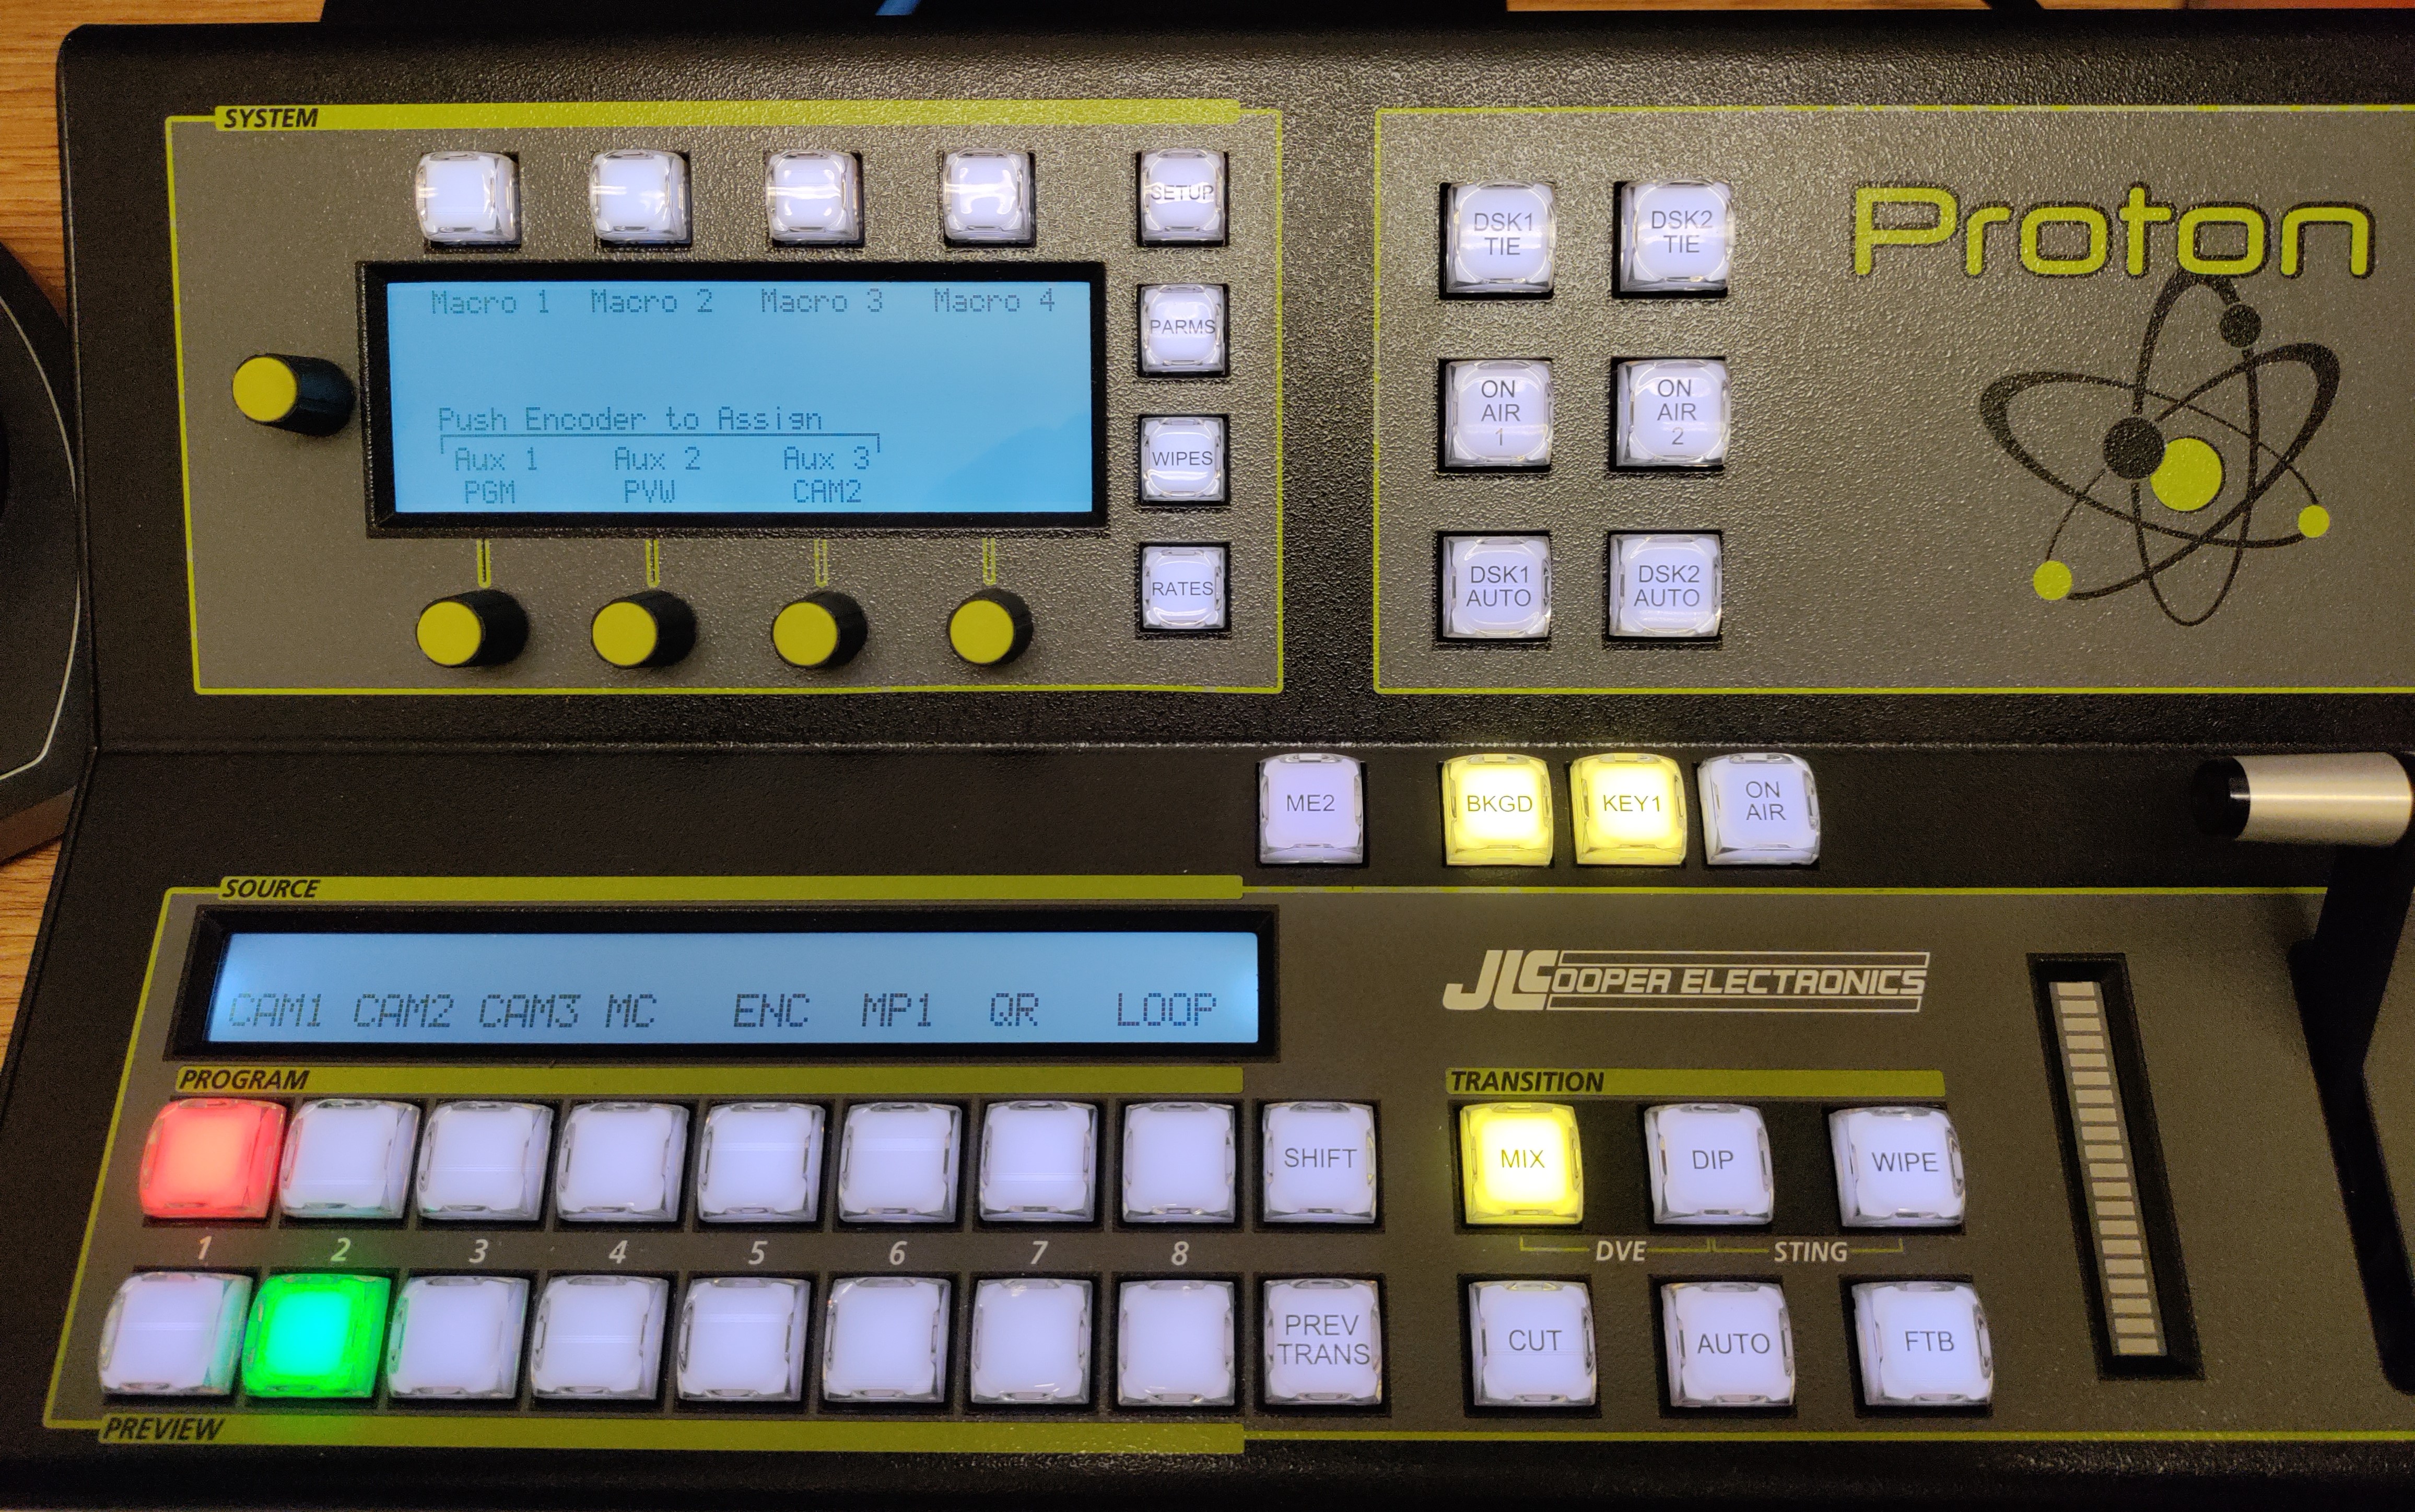 SYSTEM
SETUP
Macro 1 Macro 2 Macro 3 Macro 4
PARMS
Push Encoder to Assign
Aux 1 Aux 2 Aux 3
PGM PVW CAM2
WIPES
RATES
DSK1
TIE
DSK2
TIE
ON
AIR
1
ON
AIR
2
DSK1
AUTO
DSK2
AUTO
Proton
ME2
BKGD
KEY1
ON
AIR
SOURCE
CAM1 CAM2 CAM3 MC ENC MP1 QR LOOP
JLCOOPER ELECTRONICS
PROGRAM
SHIFT
1 2 3 4 5 6 7 8
PREV
TRANS
PREVIEW
TRANSITION
MIX
DIP
WIPE
DVE STING
CUT
AUTO
FTB